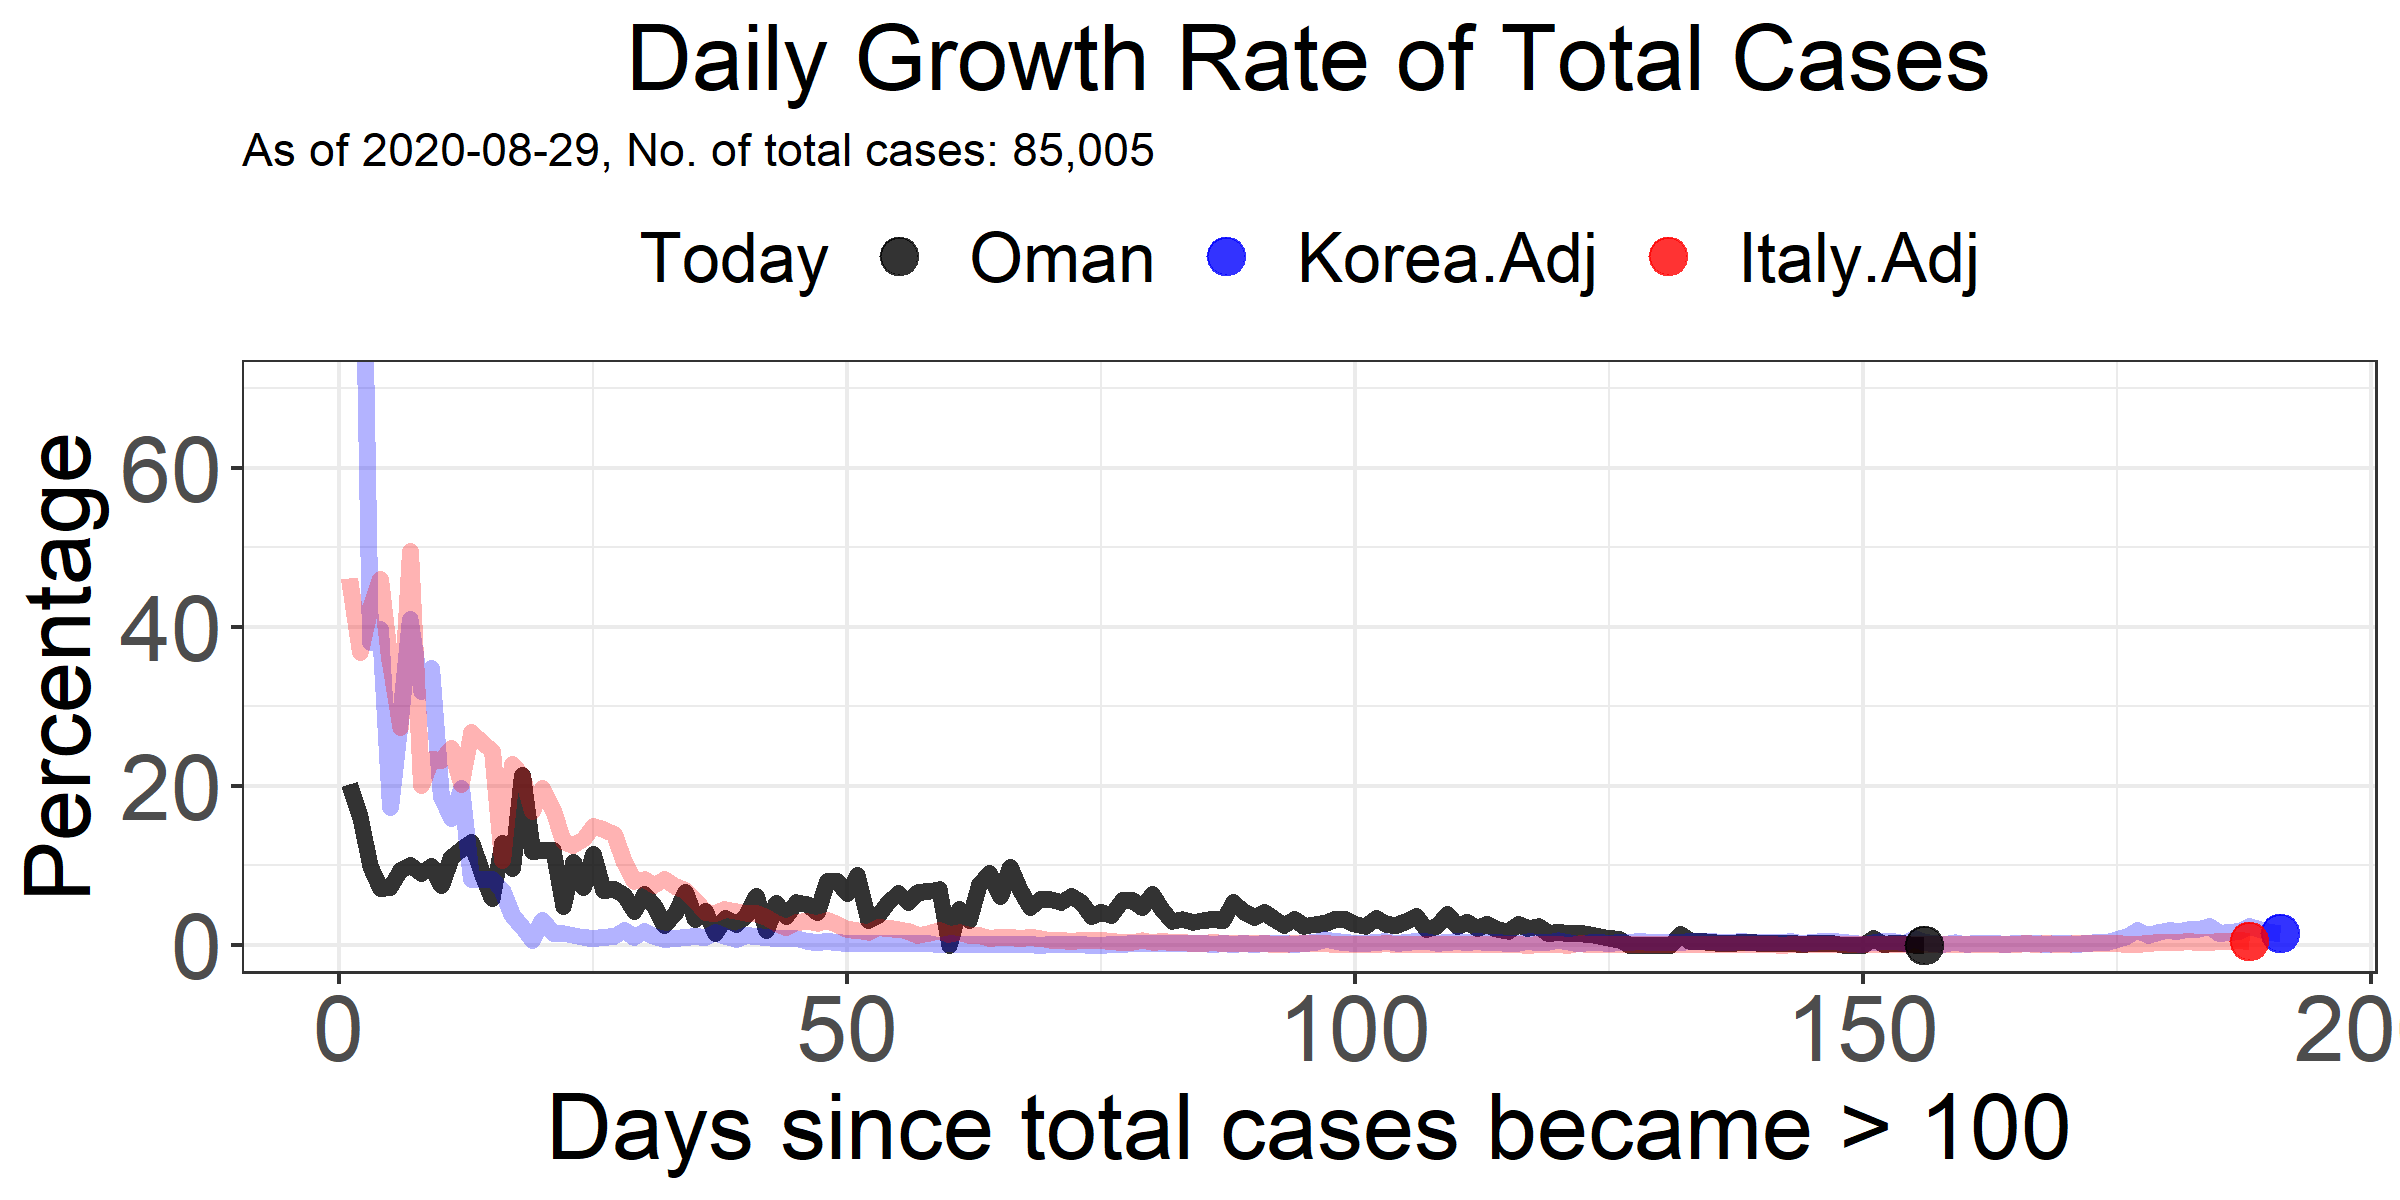 Daily Growth Rate of Total Cases
As of 2020-08-29, No. of total cases: 85,005
Today Oman Korea.Adj Italy.Adj
Percentage
60
40
20
0
0 50 100 150 20
Days since total cases became > 100